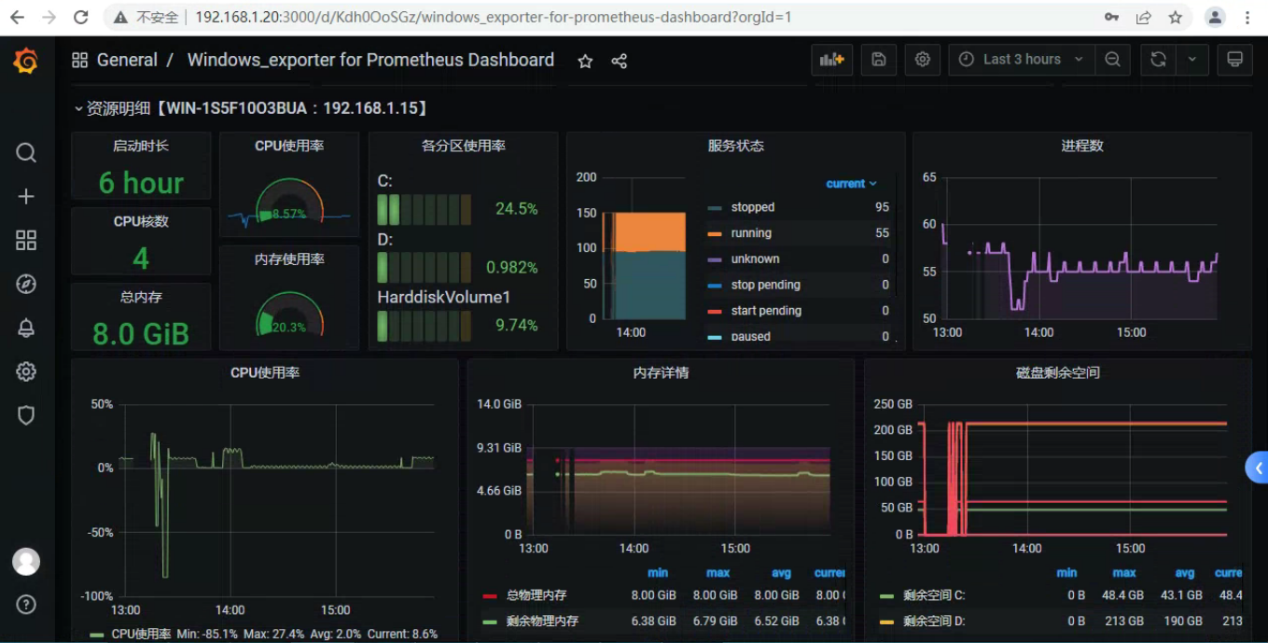 不安全 192.168.1.20:3000/d/Kdh0OoSGz/windows_exporter-for-prometheus-dashboard?orgId=1
General / Windows_exporter for Prometheus Dashboard Last 3 hours
资源明细【WIN-1S5F10O3BUA：192.168.1.15】
启动时长
6 hour
CPU核数
4
总内存
8.0 GiB
CPU使用率
8.57%
内存使用率
20.3%
各分区使用率
C:
24.5%
D:
0.982%
HarddiskVolume1
9.74%
服务状态
200
150
100
50
0
14:00
current
stopped 95
running 55
unknown 0
stop pending 0
start pending 0
paused 0
进程数
65
60
55
50
13:00 14:00 15:00
CPU使用率
50%
0%
-50%
-100%
13:00 14:00 15:00
CPU使用率 Min: -85.1% Max: 27.4% Avg: 2.0% Current: 8.6%
内存详情
14.0 GiB
9.31 GiB
4.66 GiB
0 B
13:00 14:00 15:00
min max avg curre
总物理内存 8.00 GiB 8.00 GiB 8.00 GiB 8.00
剩余物理内存 6.38 GiB 6.79 GiB 6.52 GiB 6.38
磁盘剩余空间
250 GB
200 GB
150 GB
100 GB
50 GB
0 B
13:00 14:00 15:00
min max avg curre
剩余空间 C: 0 B 48.4 GB 43.1 GB 48.4
剩余空间 D: 0 B 213 GB 190 GB 213